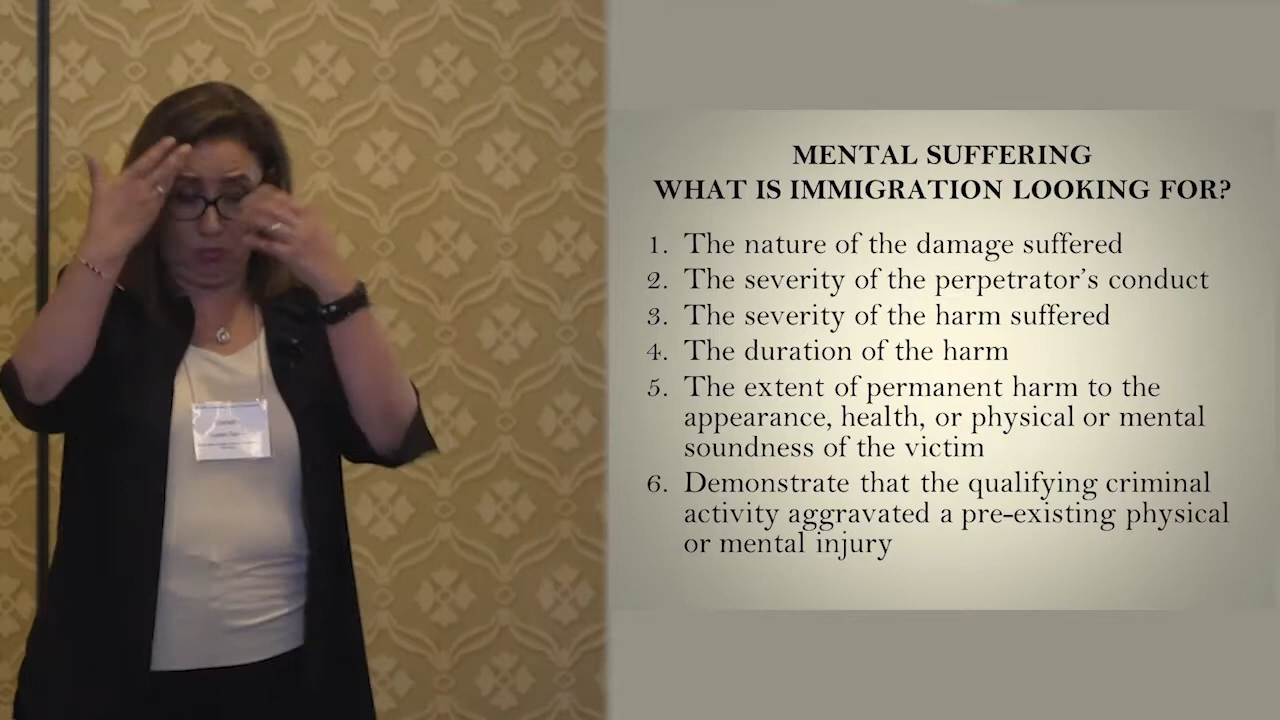 MENTAL SUFFERING
WHAT IS IMMIGRATION LOOKING FOR?
1. The nature of the damage suffered
2. The severity of the perpetrator's conduct
3. The severity of the harm suffered
4. The duration of the harm
5. The extent of permanent harm to the
appearance, health, or physical or mental
soundness of the victim
6. Demonstrate that the qualifying criminal
activity aggravated a pre-existing physical
or mental injury